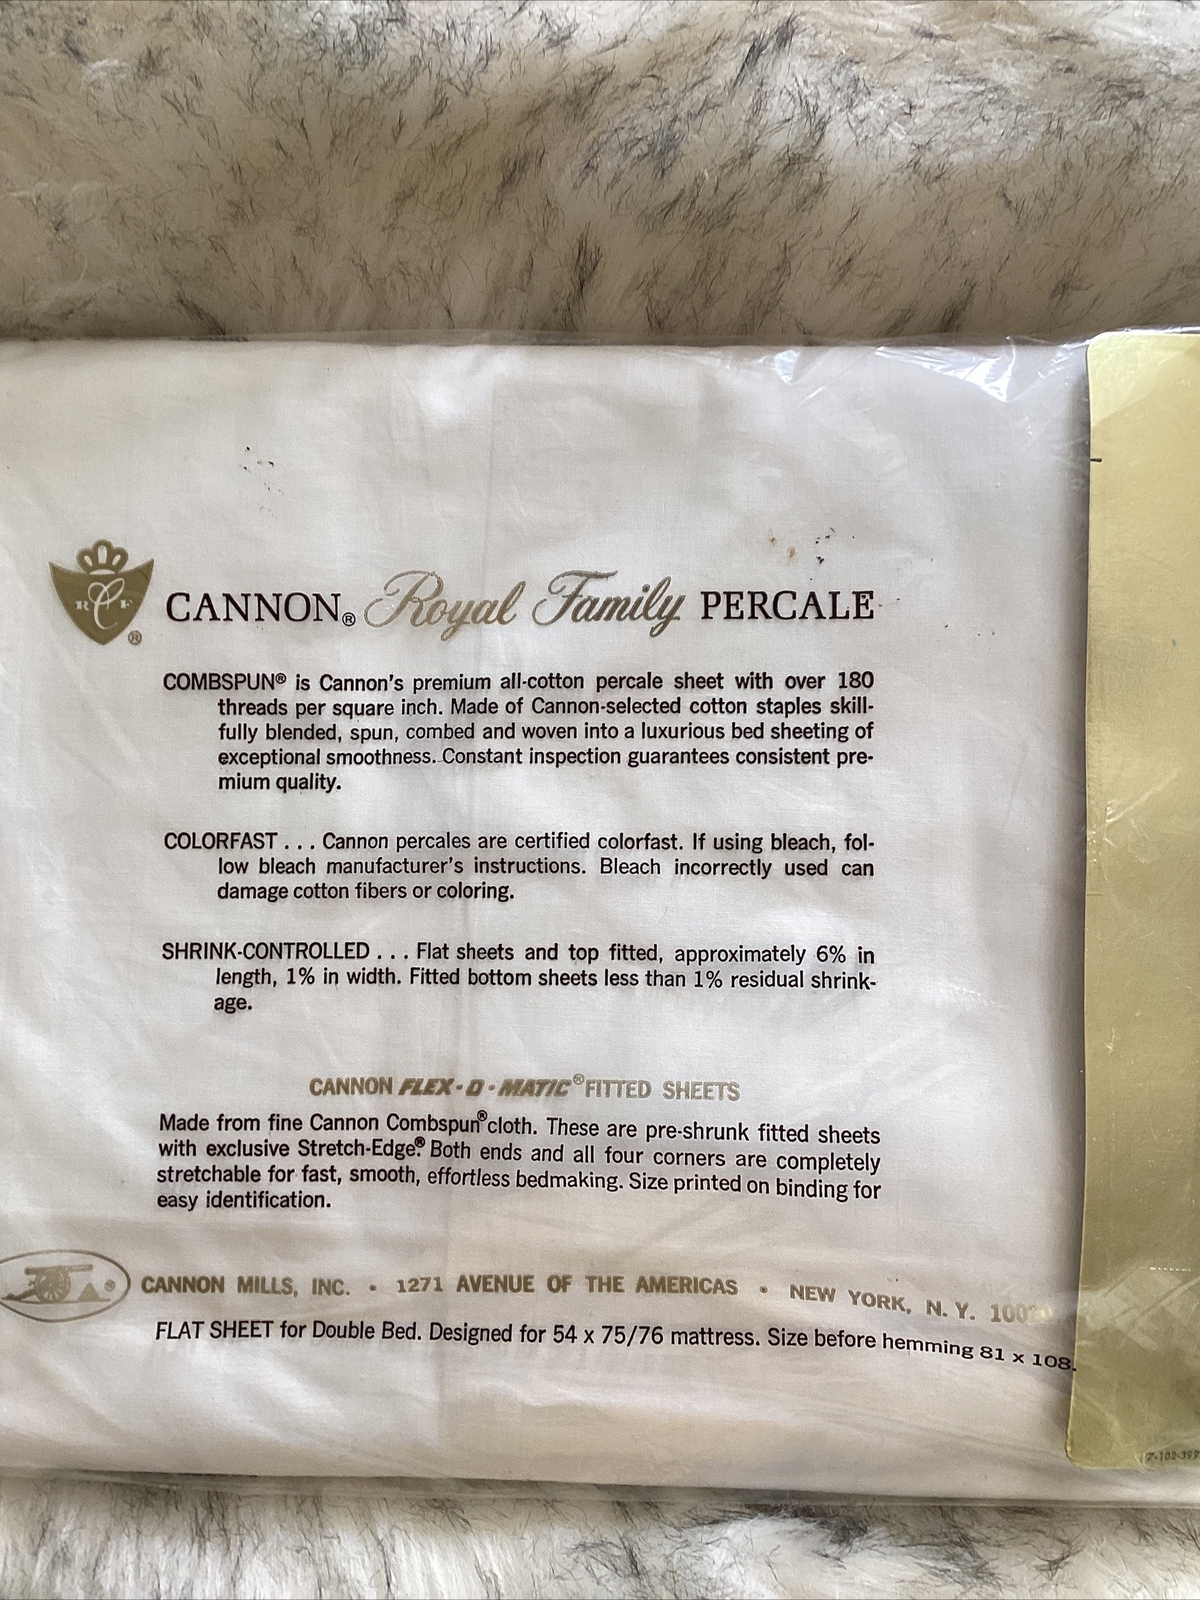 R C F ®
CANNON® Royal Family PERCALE
COMBSPUN® is Cannon's premium all-cotton percale sheet with over 180
threads per square inch. Made of Cannon-selected cotton staples skill-
fully blended, spun, combed and woven into a luxurious bed sheeting of
exceptional smoothness. Constant inspection guarantees consistent pre-
mium quality.
COLORFAST . . . Cannon percales are certified colorfast. If using bleach, fol-
low bleach manufacturer's instructions. Bleach incorrectly used can
damage cotton fibers or coloring.
SHRINK-CONTROLLED . . . Flat sheets and top fitted, approximately 6% in
length, 1% in width. Fitted bottom sheets less than 1% residual shrink-
age.
CANNON FLEX-O-MATIC® FITTED SHEETS
Made from fine Cannon Combspun® cloth. These are pre-shrunk fitted sheets
with exclusive Stretch-Edge.® Both ends and all four corners are completely
stretchable for fast, smooth, effortless bedmaking. Size printed on binding for
easy identification.
® CANNON MILLS, INC. • 1271 AVENUE OF THE AMERICAS • NEW YORK, N. Y.
FLAT SHEET for Double Bed. Designed for 54 x 75/76 mattress. Size before hemming 81 x 108.